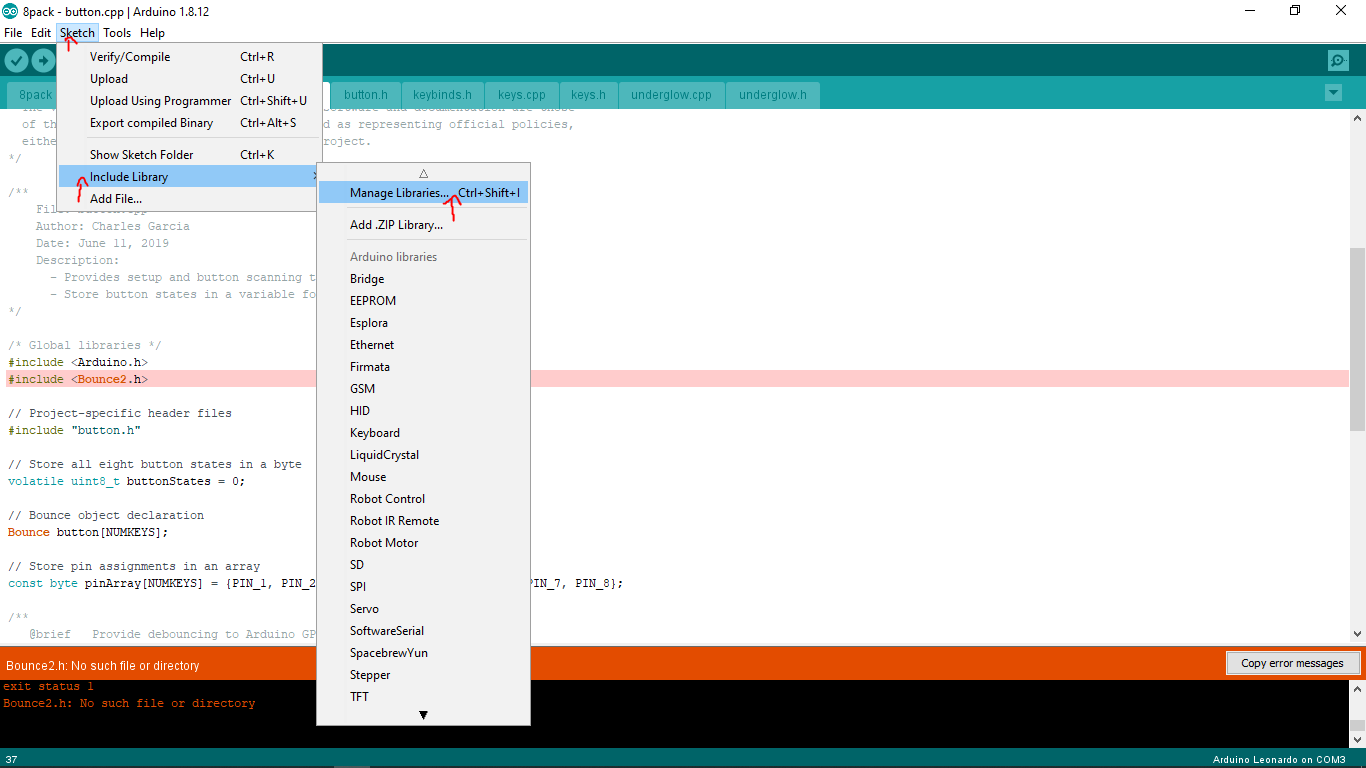 8pack - button.cpp | Arduino 1.8.12
File Edit Sketch Tools Help
Verify/Compile Ctrl+R
Upload Ctrl+U
Upload Using Programmer Ctrl+Shift+U
Export compiled Binary Ctrl+Alt+S
Show Sketch Folder Ctrl+K
Include Library
Add File...
8pack button.h keybinds.h keys.cpp keys.h underglow.cpp underglow.h
software and documentation are those
of th d as representing official policies,
eithe roject.
*/
/**
Author: Charles Garcia
Date: June 11, 2019
Description:
- Provides setup and button scanning t
- Store button states in a variable fo
*/
/* Global libraries */
#include <Arduino.h>
#include <Bounce2.h>
// Project-specific header files
#include "button.h"
// Store all eight button states in a byte
volatile uint8_t buttonStates = 0;
// Bounce object declaration
Bounce button[NUMKEYS];
// Store pin assignments in an array
const byte pinArray[NUMKEYS] = {PIN_1, PIN_2 PIN_7, PIN_8};
/**
@brief Provide debouncing to Arduino GP
Manage Libraries... Ctrl+Shift+I
Add .ZIP Library...
Arduino libraries
Bridge
EEPROM
Esplora
Ethernet
Firmata
GSM
HID
Keyboard
LiquidCrystal
Mouse
Robot Control
Robot IR Remote
Robot Motor
SD
SPI
Servo
SoftwareSerial
SpacebrewYun
Stepper
TFT
Bounce2.h: No such file or directory
Copy error messages
exit status 1
Bounce2.h: No such file or directory
37
Arduino Leonardo on COM3